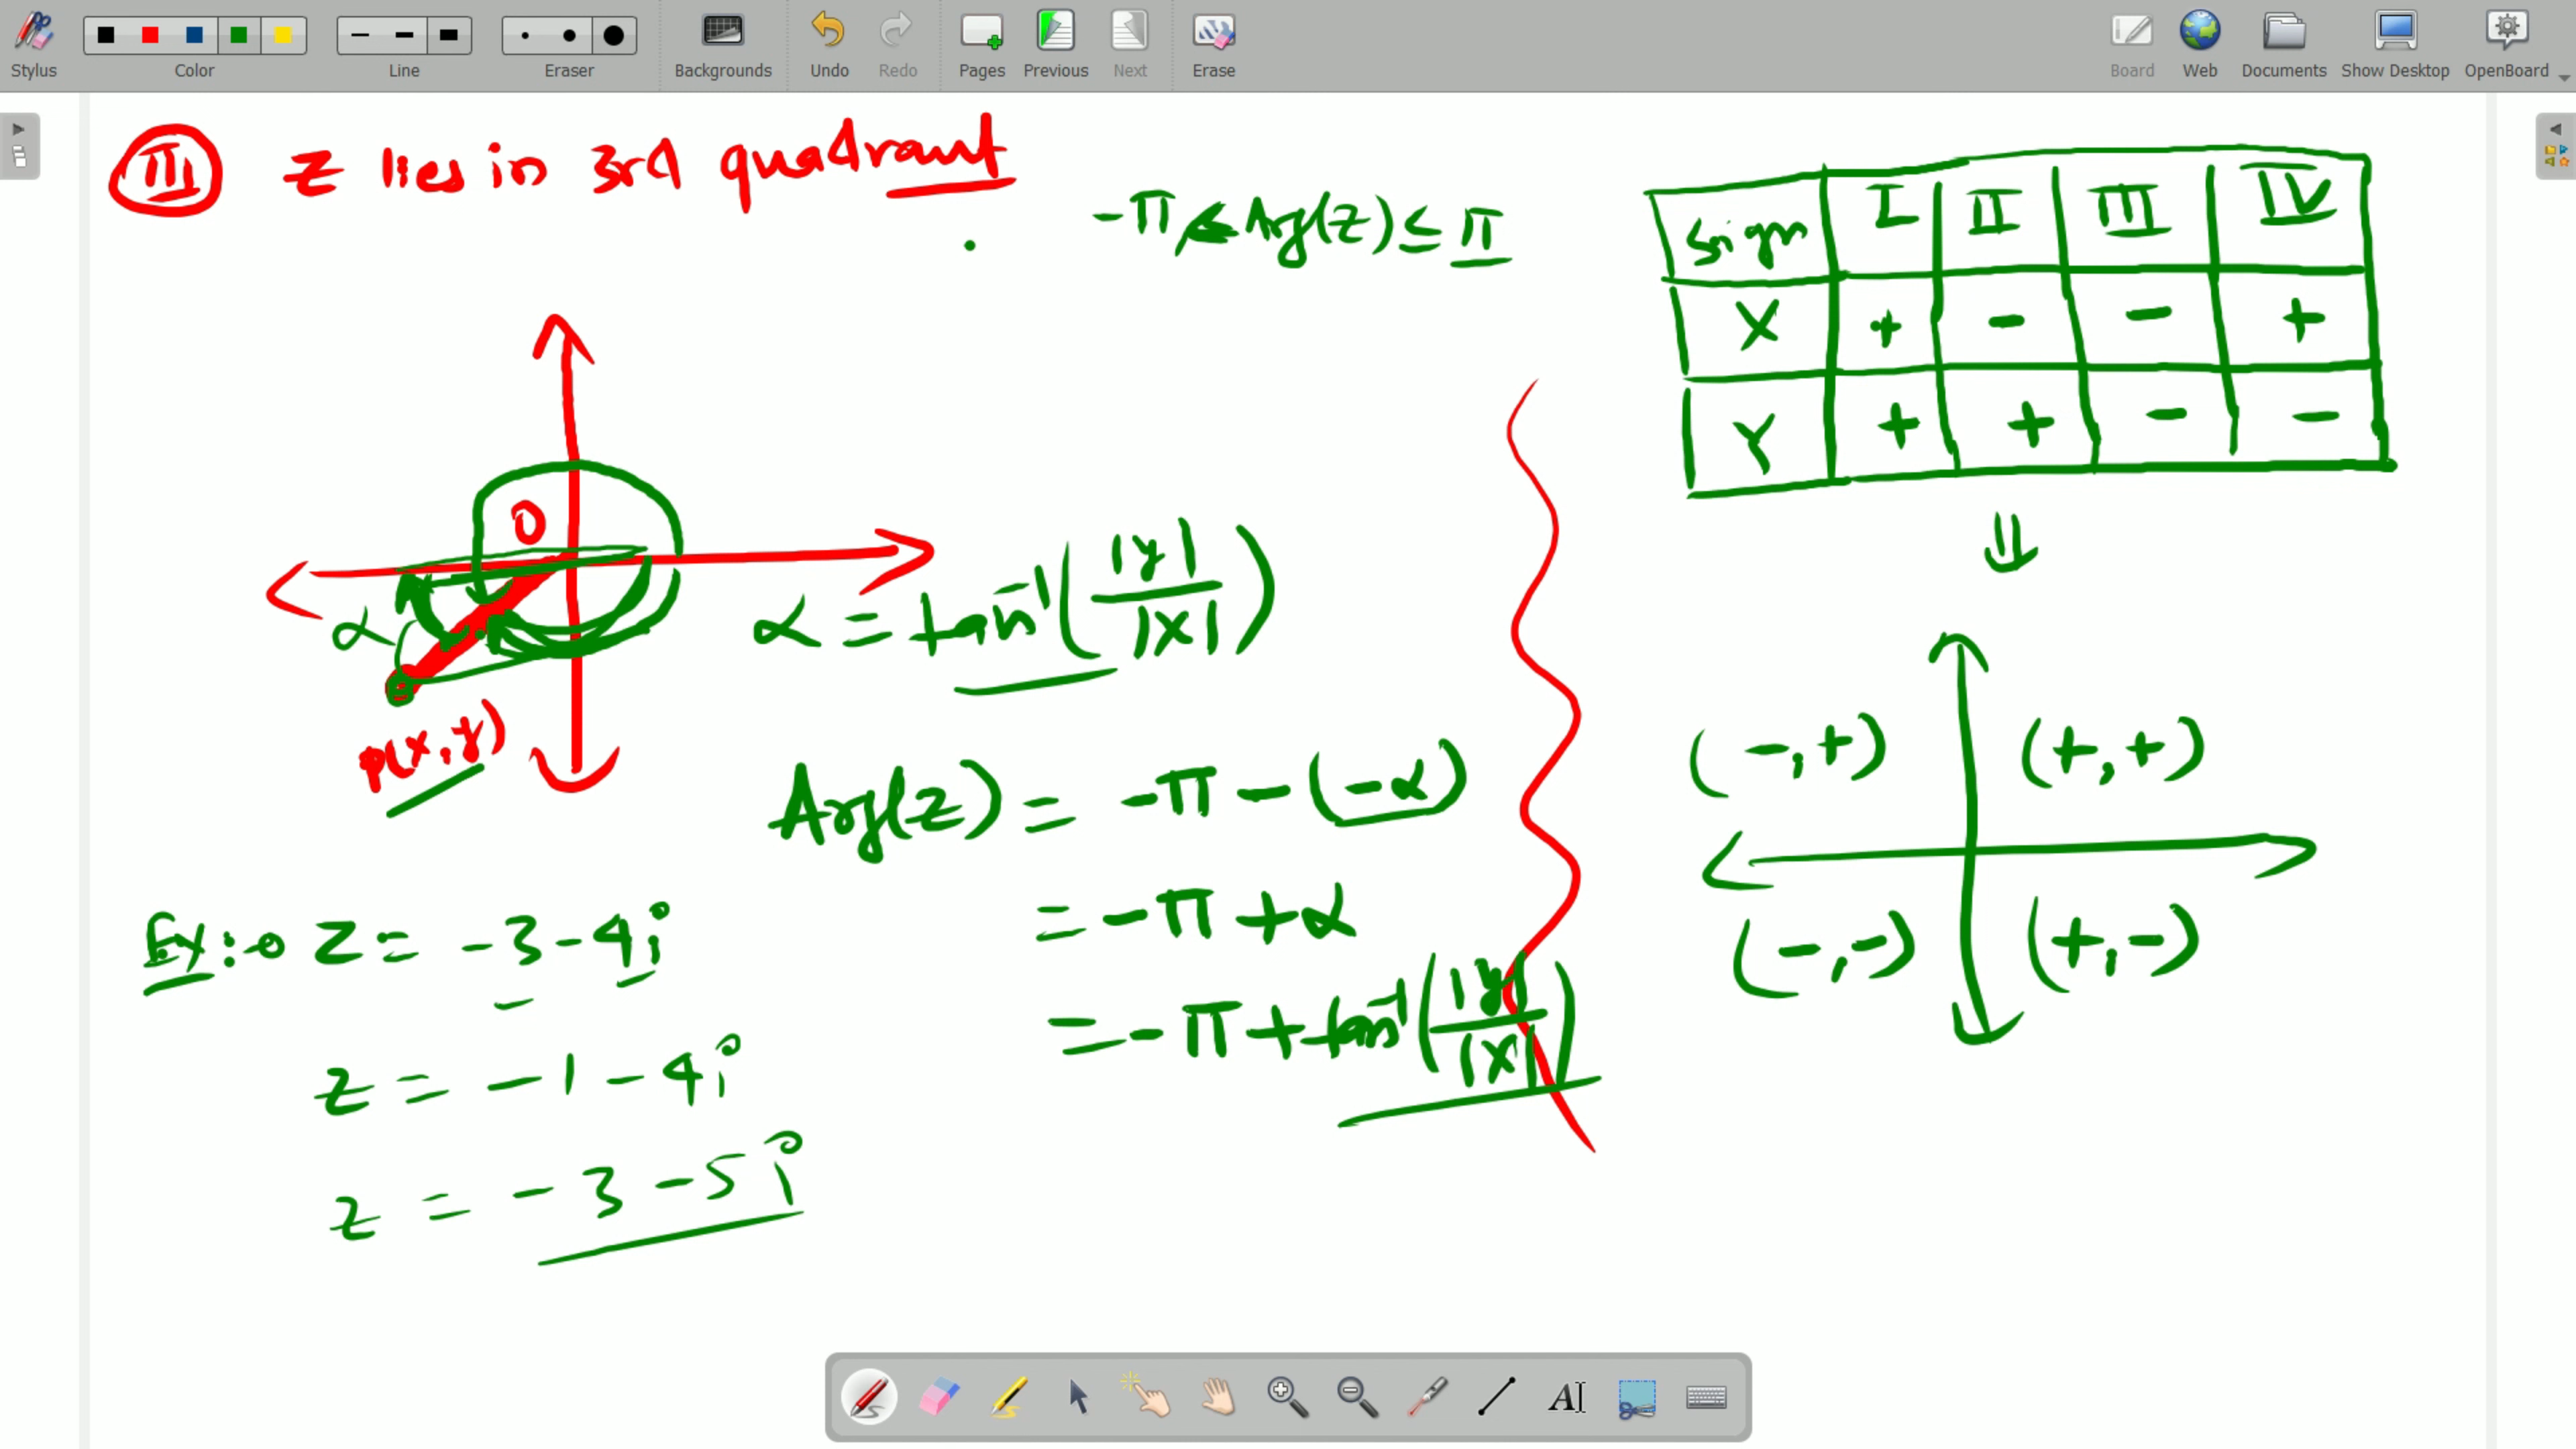 Stylus Color Line Eraser Backgrounds Undo Redo Pages Previous Next Erase Board Web Documents Show Desktop OpenBoard
III z lies in 3rd quadrant
-π < Arg(z) ≤ π
Sign I II III IV
X + - - +
Y + + - -
⇓
O
α
P(x,y)
α = tan⁻¹(|y|/|x|)
Arg(z) = -π - (-α)
= -π + α
= -π + tan⁻¹(|y|/|x|)
Ex: z = -3-4i
z = -1-4i
z = -3-5i
(-,+) (+,+)
(-,-) (+,-)
AI